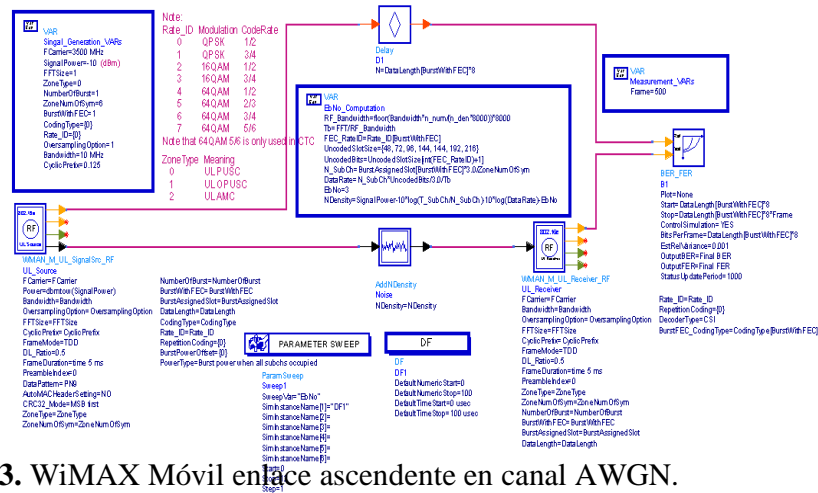 VAR
Singal_Generation_VARs
FCarrier=3500 MHz
SignalPower=-10 (dBm)
FFTSize=1
ZoneType=0
NumberOfBurst=1
ZoneNumOfSym=6
BurstWithFEC=1
CodingType={0}
Rate_ID={0}
OversamplingOption=1
Bandwidth=10 MHz
CyclicPrefix=0.125
Note:
Rate_ID Modulation CodeRate
0 QPSK 1/2
1 QPSK 3/4
2 16QAM 1/2
3 16QAM 3/4
4 64QAM 1/2
5 64QAM 2/3
6 64QAM 3/4
7 64QAM 5/6
Note that 64QAM 5/6 is only used in CTC
ZoneType Meaning
0 ULPUSC
1 ULOPUSC
2 ULAMC
Delay
D1
N=DataLength[BurstWithFEC]*8
VAR
EbNo_Computation
RF_Bandwidth=floor(Bandwidth*n_num/(n_den*8000))*8000
Tb=FFT/RF_Bandwidth
FEC_RateID=Rate_ID[BurstWithFEC]
UncodedSlotSize={48, 72, 96, 144, 144, 192, 216}
UncodedBits=UncodedSlotSize[int(FEC_RateID)+1]
N_SubCh=BurstAssignedSlot[BurstWithFEC]*3.0/ZoneNumOfSym
DataRate= N_SubCh*UncodedBits/3.0/Tb
EbNo=3
NDensity=SignalPower-10*log(T_SubCh/N_SubCh)-10*log(DataRate)-EbNo
VAR
Measurement_VARs
Frame=500
Ref
Test
BER_FER
B1
Plot=None
Start=DataLength[BurstWithFEC]*8
Stop=DataLength[BurstWithFEC]*8*Frame
ControlSimulation= YES
BitsPerFrame=DataLength[BurstWithFEC]*8
EstRelVariance=0.001
OutputBER=Final BER
OutputFER=Final FER
StatusUpdatePeriod=1000
802.16e
RF
UL Source
WMAN_M_UL_SignalSrc_RF
UL_Source
FCarrier=FCarrier
Power=dbmtow(SignalPower)
Bandwidth=Bandwidth
OversamplingOption=OversamplingOption
FFTSize=FFTSize
CyclicPrefix=CyclicPrefix
FrameMode=TDD
DL_Ratio=0.5
FrameDuration=time 5 ms
PreambleIndex=0
DataPattern=PN9
AutoMACHeaderSetting=NO
CRC32_Mode=MSB first
ZoneType=ZoneType
ZoneNumOfSym=ZoneNumOfSym
NumberOfBurst=NumberOfBurst
BurstWithFEC=BurstWithFEC
BurstAssignedSlot=BurstAssignedSlot
DataLength=DataLength
CodingType=CodingType
Rate_ID=Rate_ID
RepetitionCoding={0}
BurstPowerOffset={0}
PowerType=Burst power when all subchs occupied
AddNDensity
Noise
NDensity=NDensity
802.16e
RF
UL Receiver
WMAN_M_UL_Receiver_RF
UL_Receiver
FCarrier=FCarrier
Bandwidth=Bandwidth
OversamplingOption=OversamplingOption
FFTSize=FFTSize
CyclicPrefix=CyclicPrefix
FrameMode=TDD
DL_Ratio=0.5
FrameDuration=time 5 ms
PreambleIndex=0
ZoneType=ZoneType
ZoneNumOfSym=ZoneNumOfSym
NumberOfBurst=NumberOfBurst
BurstWithFEC=BurstWithFEC
BurstAssignedSlot=BurstAssignedSlot
DataLength=DataLength
Rate_ID=Rate_ID
RepetitionCoding={0}
DecoderType=CSI
BurstFEC_CodingType=CodingType[BurstWithFEC]
PARAMETER SWEEP
ParamSweep
Sweep1
SweepVar="EbNo"
SimInstanceName[1]="DF1"
SimInstanceName[2]=
SimInstanceName[3]=
SimInstanceName[4]=
SimInstanceName[5]=
SimInstanceName[6]=
Start=0
Step=1
DF
DF
DF1
DefaultNumericStart=0
DefaultNumericStop=100
DefaultTimeStart=0 usec
DefaultTimeStop=100 usec
3. WiMAX Móvil enlace ascendente en canal AWGN.